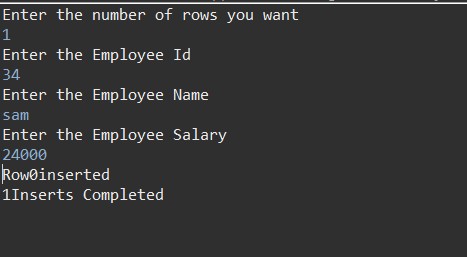 Enter the number of rows you want
1
Enter the Employee Id
34
Enter the Employee Name
sam
Enter the Employee Salary
24000
Row0inserted
1Inserts Completed